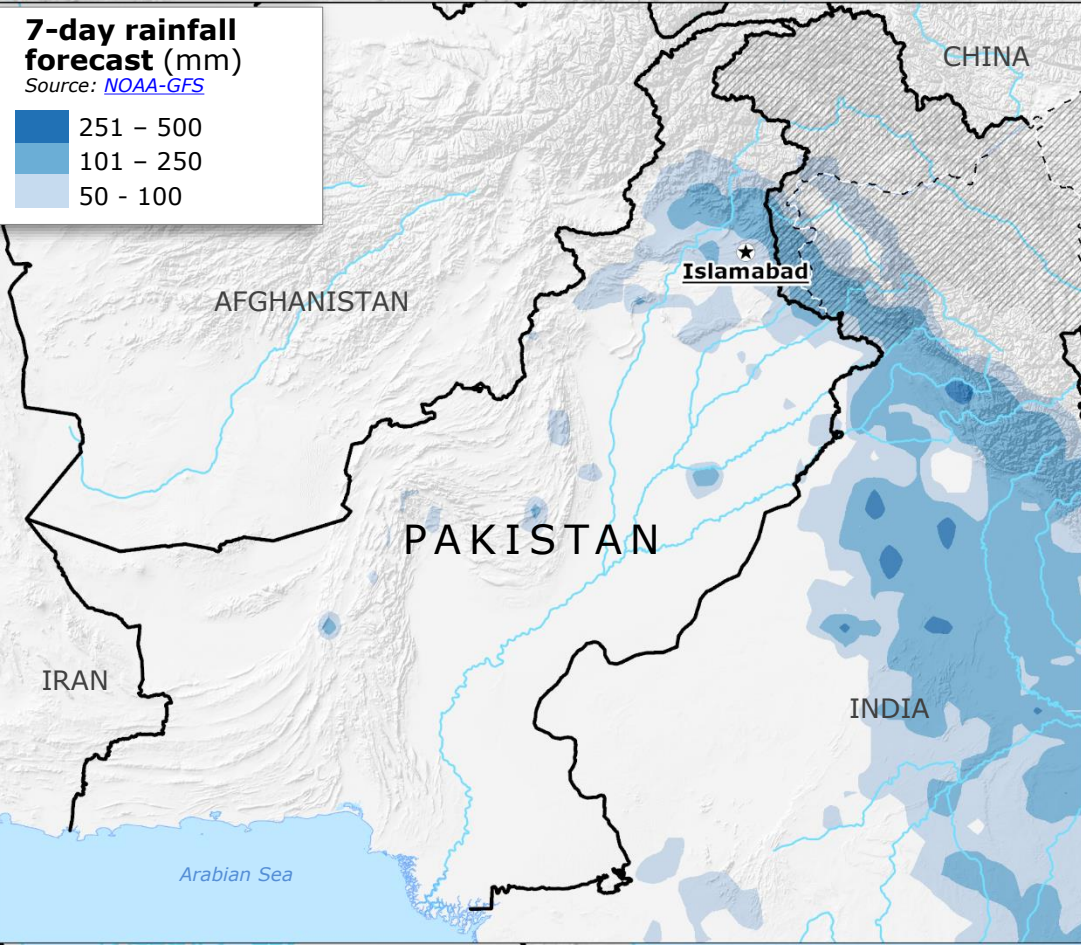 7-day rainfall
forecast (mm)
Source: NOAA-GFS
251 – 500
101 – 250
50 - 100
CHINA
Islamabad
AFGHANISTAN
PAKISTAN
IRAN
INDIA
Arabian Sea